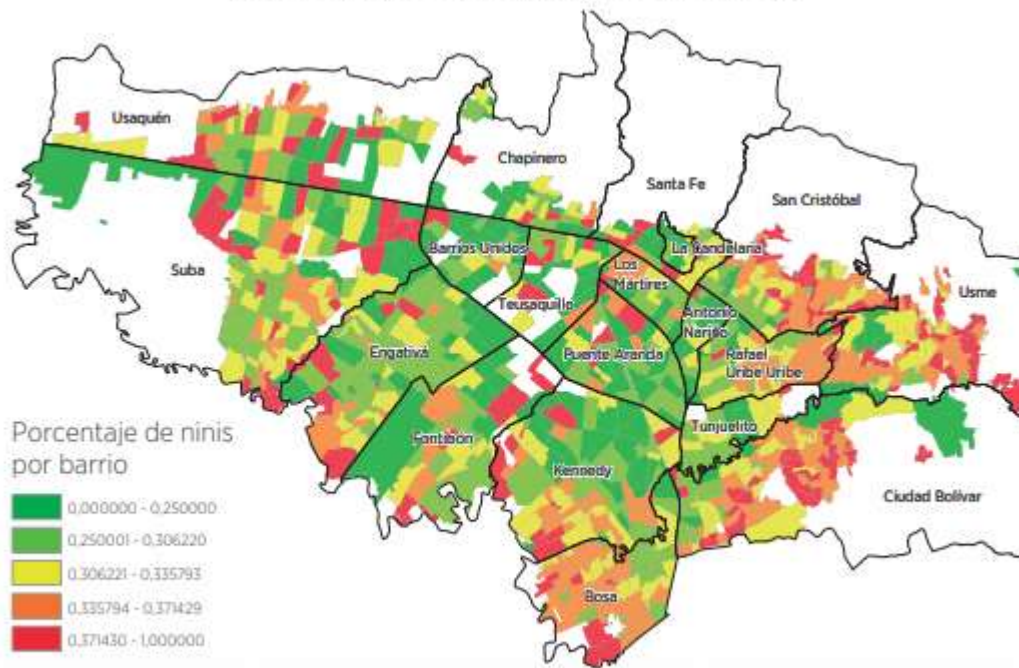 Usaquén
Chapinero
Santa Fe
San Cristóbal
Suba
Barrios Unidos
La Candelaria
Los
Mártires
Usme
Teusaquillo
Antonio
Nariño
Engativá
Puente Aranda
Rafael
Uribe Uribe
Fontibón
Tunjuelito
Kennedy
Ciudad Bolívar
Bosa
Porcentaje de ninis
por barrio
0,000000 - 0,250000
0,250001 - 0,306220
0,306221 - 0,335793
0,335794 - 0,371429
0,371430 - 1,000000